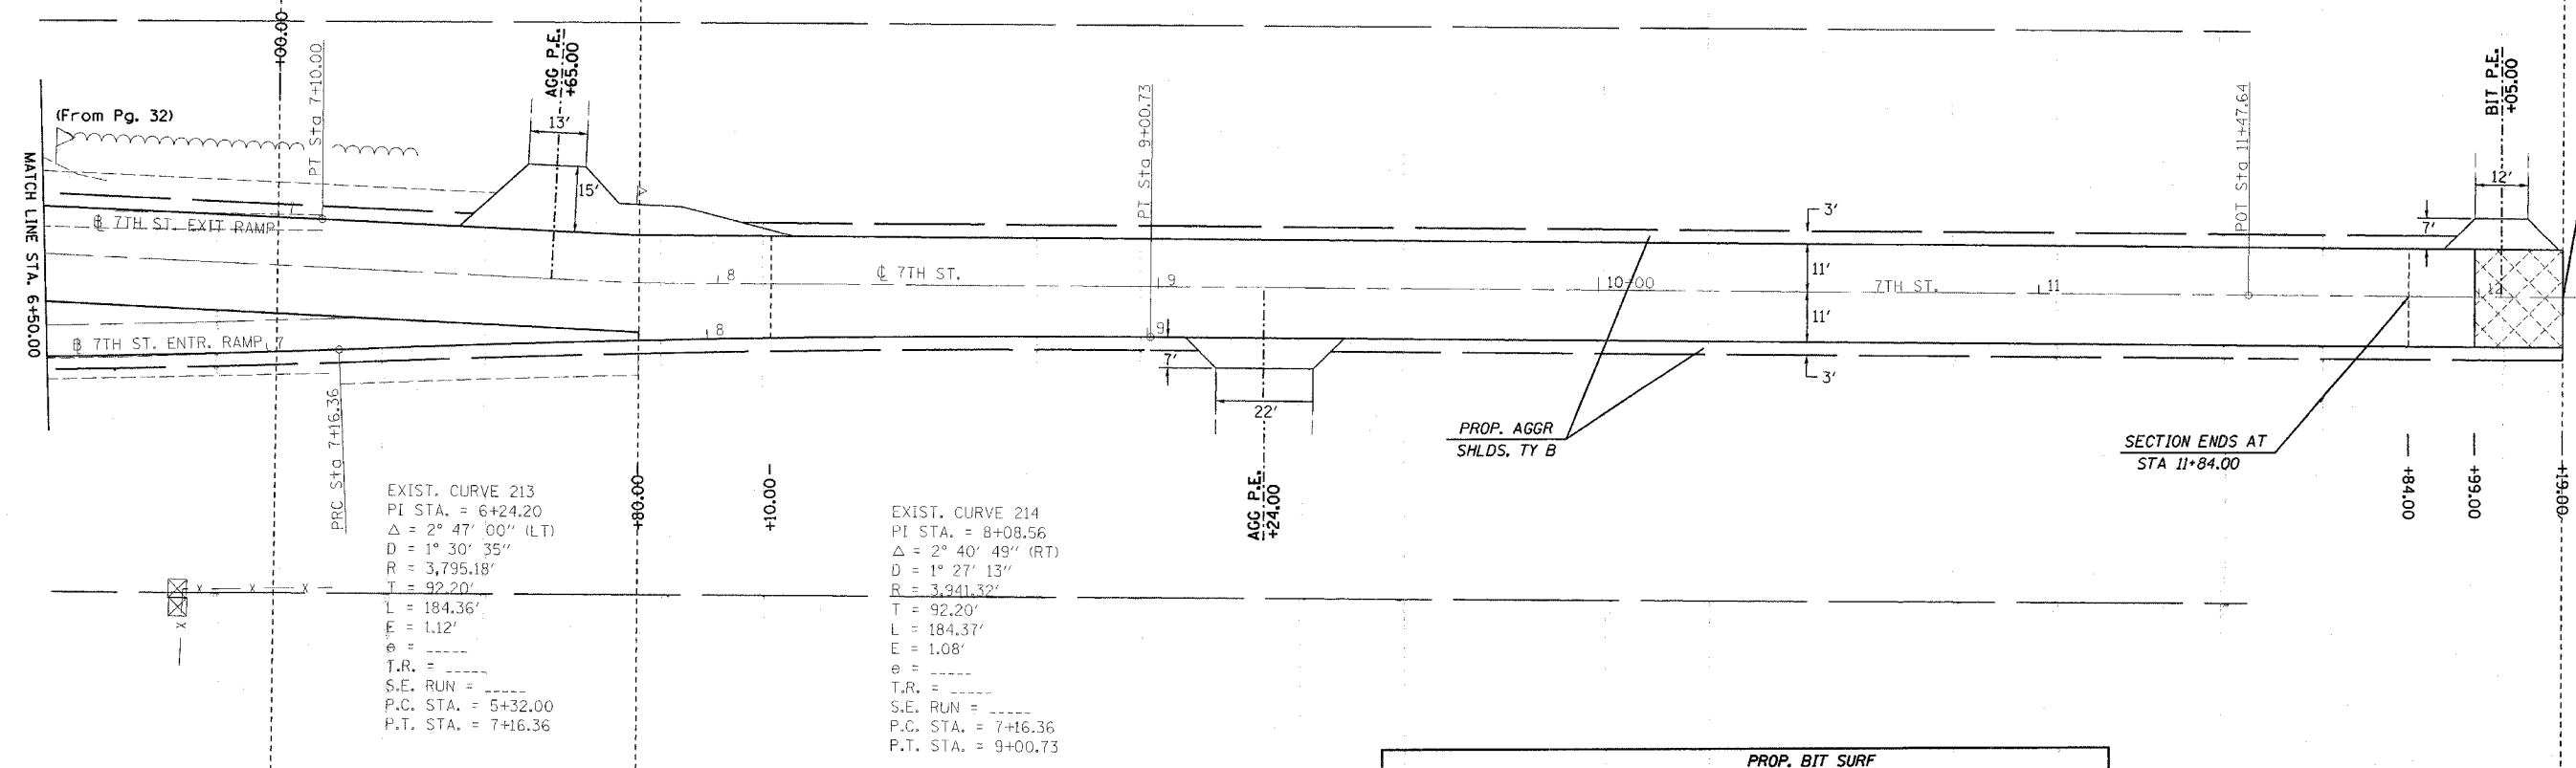 +00.00
PT Sta 7+10.00
AGG P.E.
+65.00
(From Pg. 32)
13'
15'
MATCH LINE STA. 6+50.00
7
℄ 7TH ST. EXIT RAMP
PT Sta 9+00.73
POT Sta 11+47.64
BIT P.E.
+05.00
12'
7'
3'
8
℄ 7TH ST.
9
10+00
11'
7TH ST.
11
12
11'
8
9
7'
3'
℄ 7TH ST. ENTR. RAMP
7
22'
PRC Sta 7+16.36
+80.00
+10.00
AGG P.E.
+24.00
PROP. AGGR
SHLDS, TY B
SECTION ENDS AT
STA 11+84.00
+84.00
+99.00
+19.00
EXIST. CURVE 213
PI STA. = 6+24.20
Δ = 2° 47' 00" (LT)
D = 1° 30' 35"
R = 3,795.18'
T = 92.20'
L = 184.36'
E = 1.12'
e = _____
T.R. = _____
S.E. RUN = _____
P.C. STA. = 5+32.00
P.T. STA. = 7+16.36
EXIST. CURVE 214
PI STA. = 8+08.56
Δ = 2° 40' 49" (RT)
D = 1° 27' 13"
R = 3,941.32'
T = 92.20'
L = 184.37'
E = 1.08'
e = _____
T.R. = _____
S.E. RUN = _____
P.C. STA. = 7+16.36
P.T. STA. = 9+00.73
x x x
x
PROP. BIT SURF